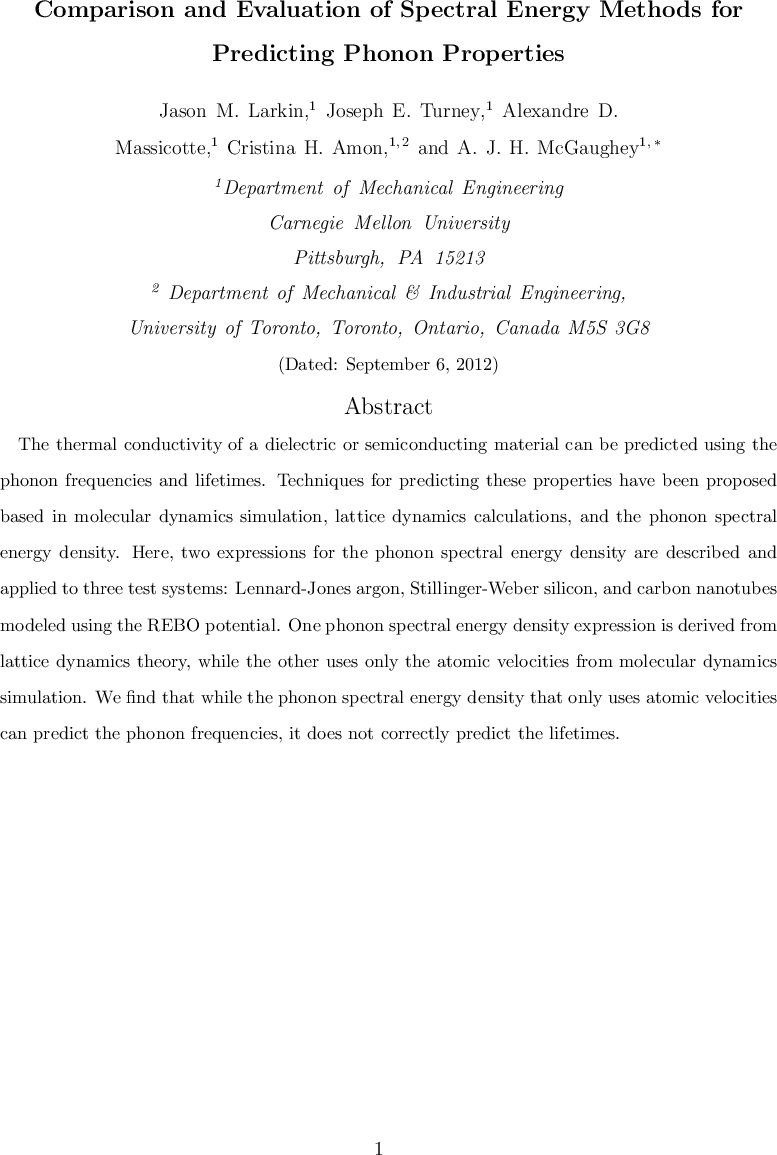 Comparison and Evaluation of Spectral Energy Methods for
Predicting Phonon Properties
Jason M. Larkin,¹ Joseph E. Turney,¹ Alexandre D.
Massicotte,¹ Cristina H. Amon,¹,² and A. J. H. McGaughey¹,*
¹Department of Mechanical Engineering
Carnegie Mellon University
Pittsburgh, PA 15213
² Department of Mechanical & Industrial Engineering,
University of Toronto, Toronto, Ontario, Canada M5S 3G8
(Dated: September 6, 2012)
Abstract
The thermal conductivity of a dielectric or semiconducting material can be predicted using the
phonon frequencies and lifetimes. Techniques for predicting these properties have been proposed
based in molecular dynamics simulation, lattice dynamics calculations, and the phonon spectral
energy density. Here, two expressions for the phonon spectral energy density are described and
applied to three test systems: Lennard-Jones argon, Stillinger-Weber silicon, and carbon nanotubes
modeled using the REBO potential. One phonon spectral energy density expression is derived from
lattice dynamics theory, while the other uses only the atomic velocities from molecular dynamics
simulation. We find that while the phonon spectral energy density that only uses atomic velocities
can predict the phonon frequencies, it does not correctly predict the lifetimes.
1